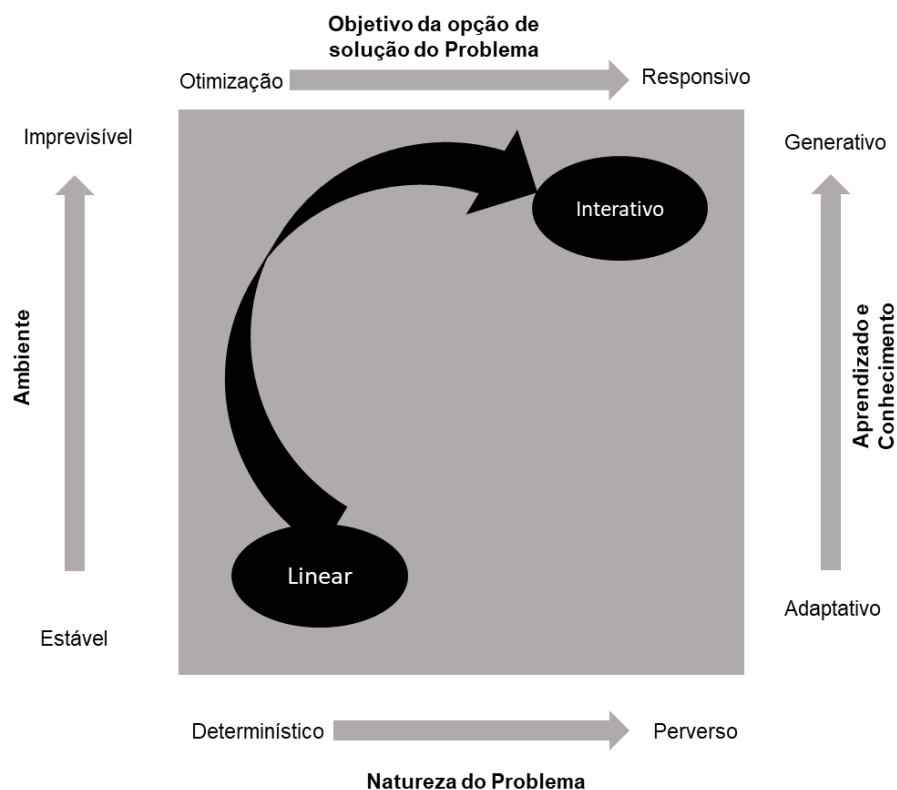 Objetivo da opção de
solução do Problema
Otimização
Responsivo
Imprevisível
Generativo
Interativo
Ambiente
Aprendizado e
Conhecimento
Linear
Adaptativo
Estável
Determinístico
Perverso
Natureza do Problema